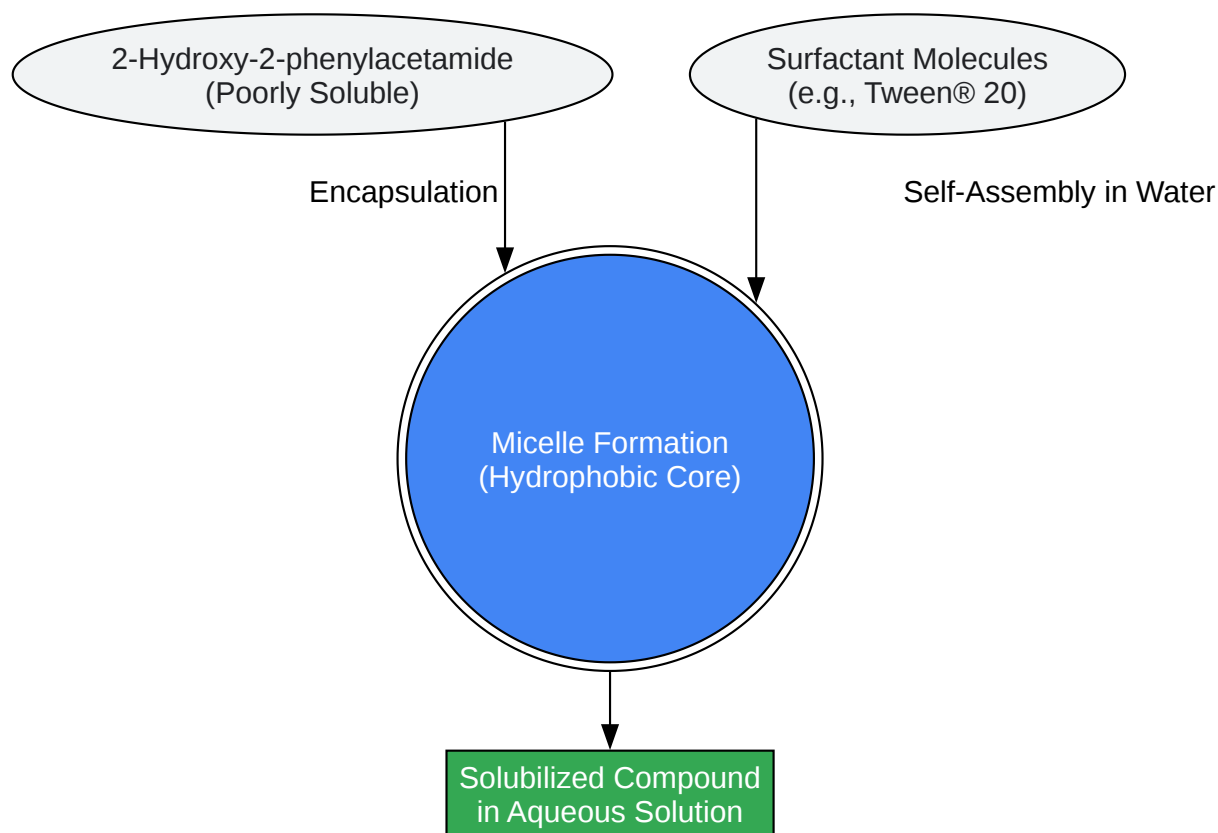 2-Hydroxy-2-phenylacetamide
(Poorly Soluble)
Surfactant Molecules
(e.g., Tween® 20)
Encapsulation
Self-Assembly in Water
Micelle Formation
(Hydrophobic Core)
Solubilized Compound
in Aqueous Solution